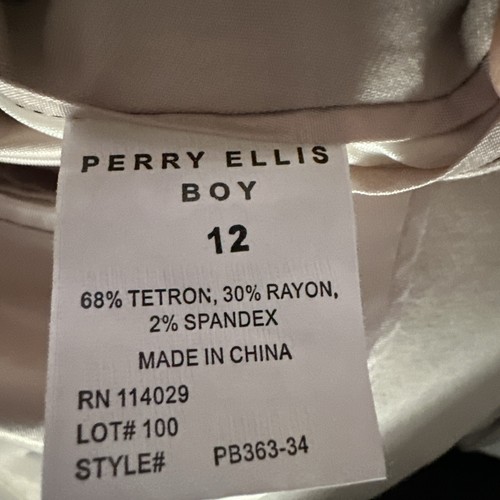 PERRY ELLIS
BOY
12
68% TETRON, 30% RAYON,
2% SPANDEX
MADE IN CHINA
RN 114029
LOT# 100
STYLE# PB363-34